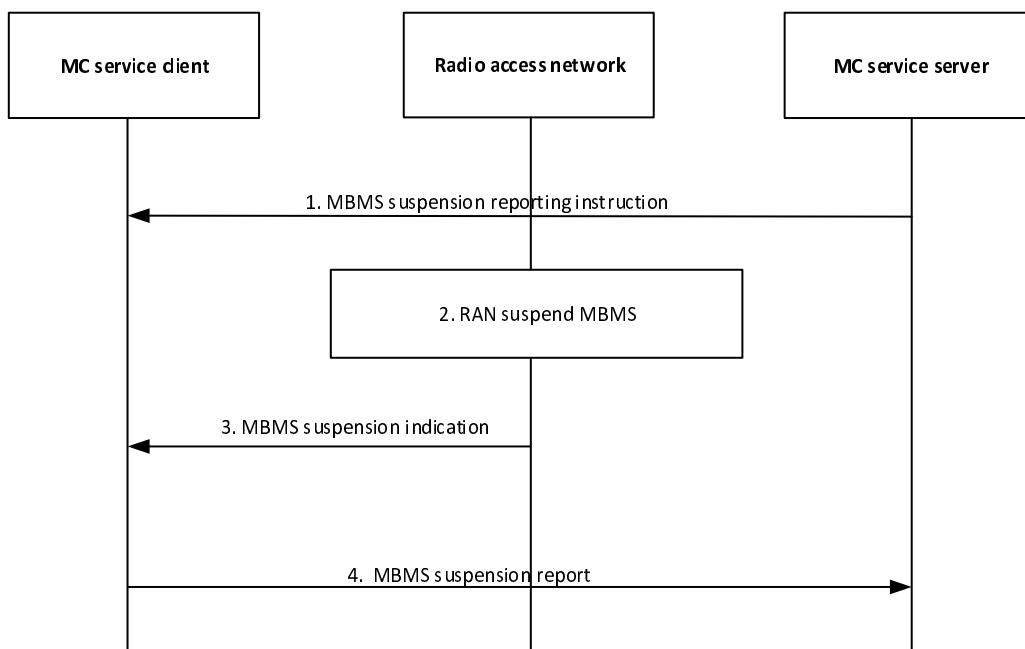 MC service client
Radio access network
MC service server
1. MBMS suspension reporting instruction
2. RAN suspend MBMS
3. MBMS suspension indication
4. MBMS suspension report